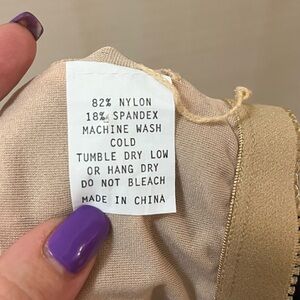 82% NYLON
18% SPANDEX
MACHINE WASH
COLD
TUMBLE DRY LOW
OR HANG DRY
DO NOT BLEACH
MADE IN CHINA